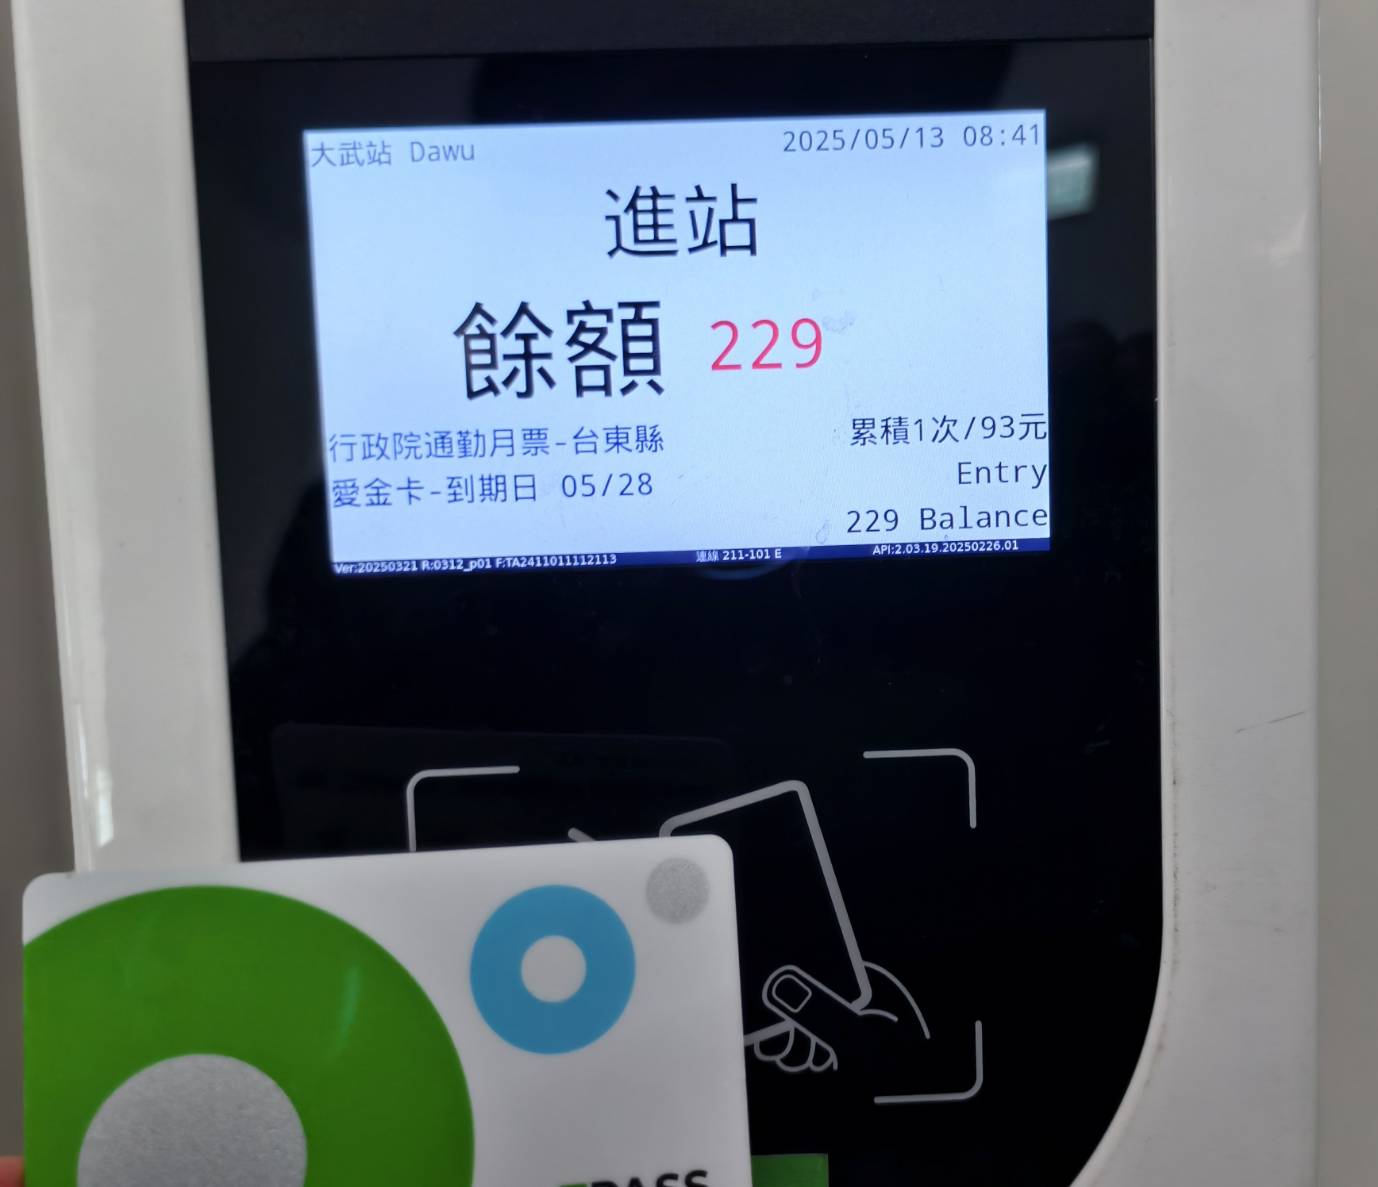 大武站 Dawu
2025/05/13 08:41
進站
餘額 229
行政院通勤月票-台東縣
累積1次/93元
愛金卡-到期日 05/28
Entry
229 Balance
Ver:20250321 R:0312_p01 F:TA2411011112113
連線 211-101 E
API:2.03.19.20250226.01
PASS